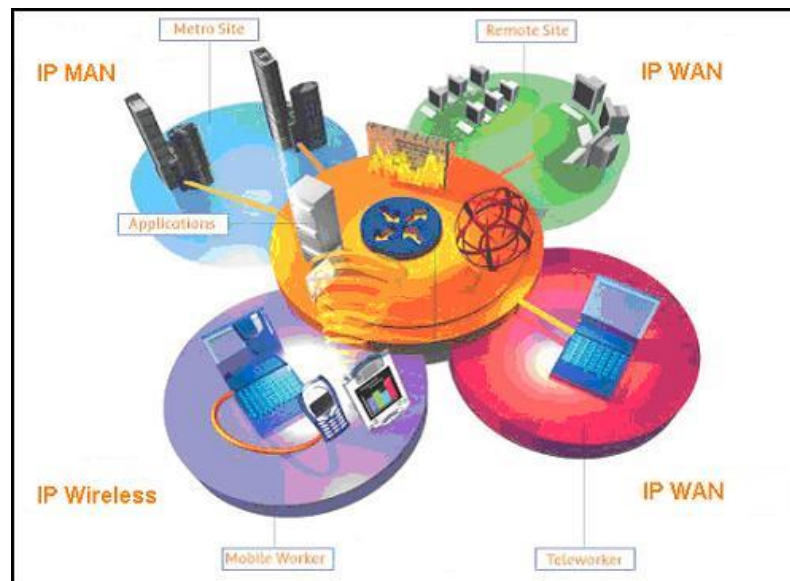 Metro Site
Remote Site
IP MAN
IP WAN
Applications
IP Wireless
IP WAN
Mobile Worker
Teleworker